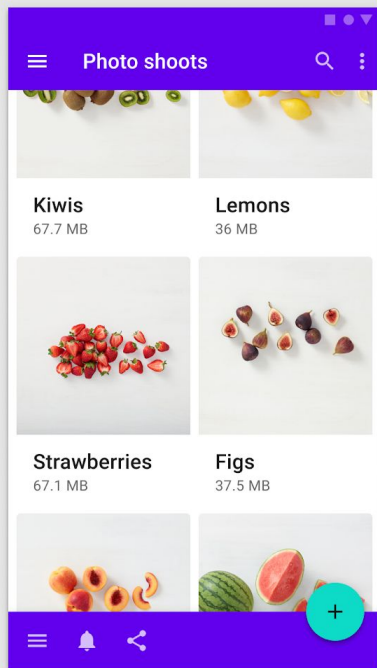 Photo shoots
Kiwis
67.7 MB
Lemons
36 MB
Strawberries
67.1 MB
Figs
37.5 MB